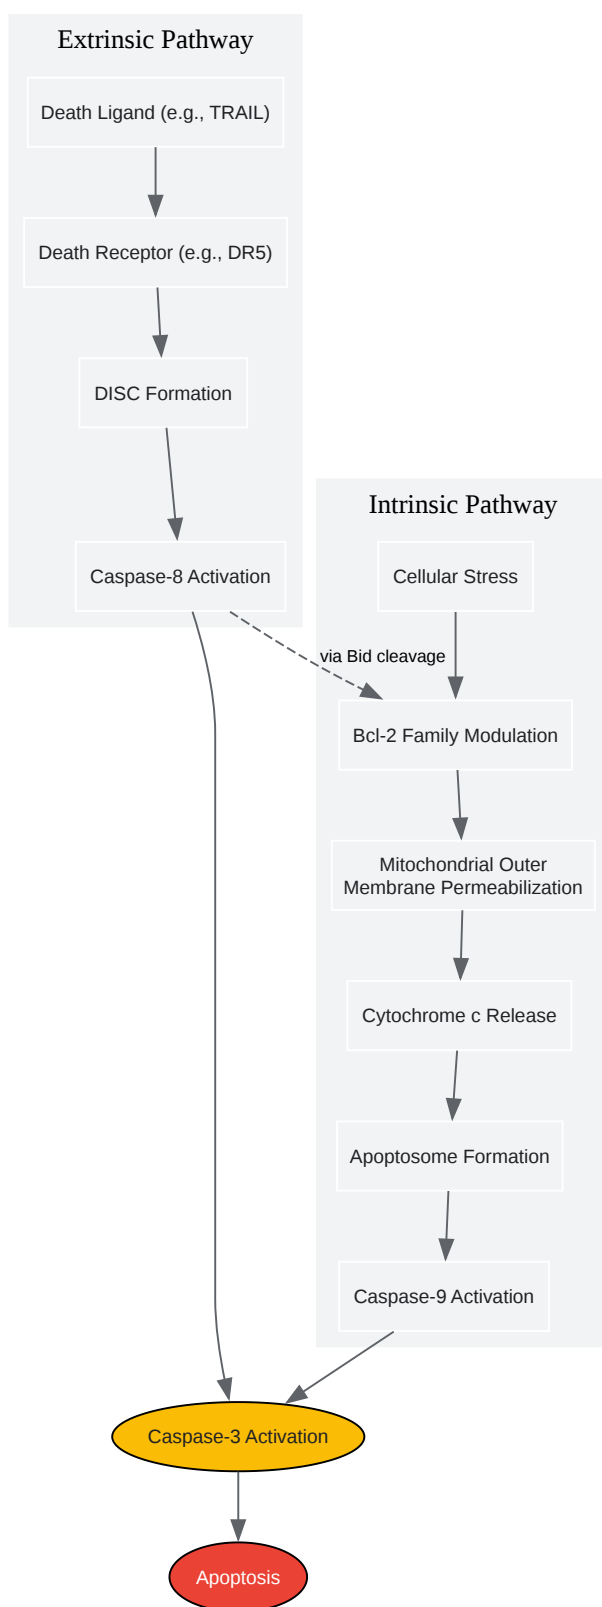 Extrinsic Pathway
Death Ligand (e.g., TRAIL)
Death Receptor (e.g., DR5)
DISC Formation
Caspase-8 Activation
Intrinsic Pathway
Cellular Stress
via Bid cleavage
Bcl-2 Family Modulation
Mitochondrial Outer
Membrane Permeabilization
Cytochrome c Release
Apoptosome Formation
Caspase-9 Activation
Caspase-3 Activation
Apoptosis